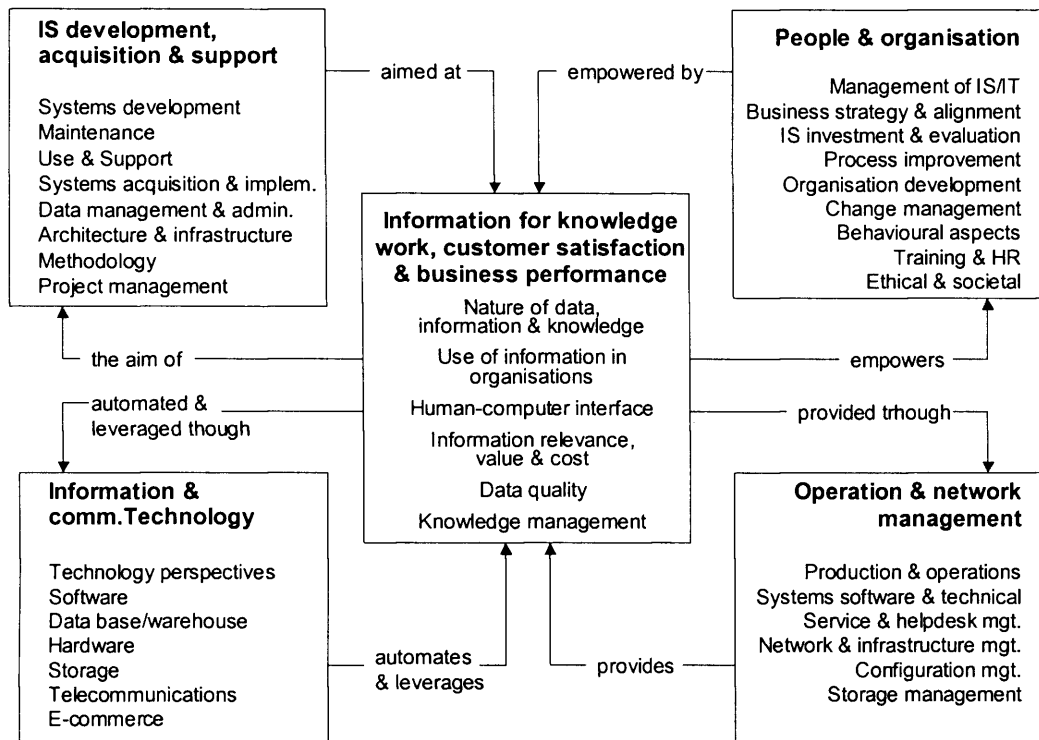 IS development,
acquisition & support
Systems development
Maintenance
Use & Support
Systems acquisition & implem.
Data management & admin.
Architecture & infrastructure
Methodology
Project management
aimed at
empowered by
People & organisation
Management of IS/IT
Business strategy & alignment
IS investment & evaluation
Process improvement
Organisation development
Change management
Behavioural aspects
Training & HR
Ethical & societal
Information for knowledge
work, customer satisfaction
& business performance
Nature of data,
information & knowledge
Use of information in
organisations
Human-computer interface
Information relevance,
value & cost
Data quality
Knowledge management
the aim of
empowers
automated &
leveraged though
provided trhough
Information &
comm.Technology
Technology perspectives
Software
Data base/warehouse
Hardware
Storage
Telecommunications
E-commerce
automates
& leverages
provides
Operation & network
management
Production & operations
Systems software & technical
Service & helpdesk mgt.
Network & infrastructure mgt.
Configuration mgt.
Storage management